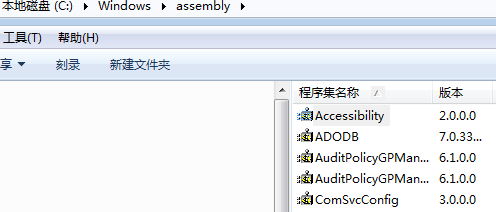 本地磁盘 (C:) Windows assembly
工具(T) 帮助(H)
享 刻录 新建文件夹
程序集名称 版本
Accessibility 2.0.0.0
ADODB 7.0.33...
AuditPolicyGPMan... 6.1.0.0
AuditPolicyGPMan... 6.1.0.0
ComSvcConfig 3.0.0.0